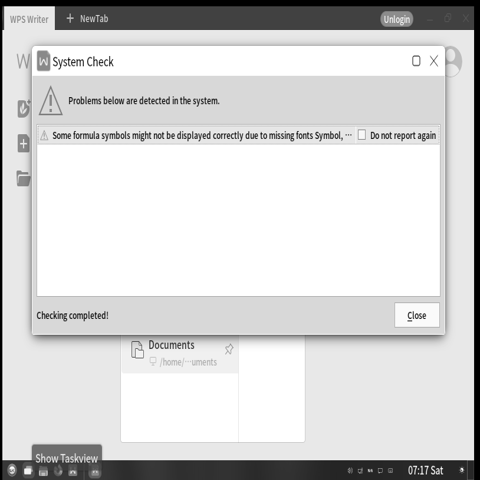 WPS Writer
NewTab
Unlogin
W
System Check
Problems below are detected in the system.
Some formula symbols might not be displayed correctly due to missing fonts Symbol, ···
Do not report again
Checking completed!
Close
Documents
/home/···uments
Show Taskview
07:17 Sat